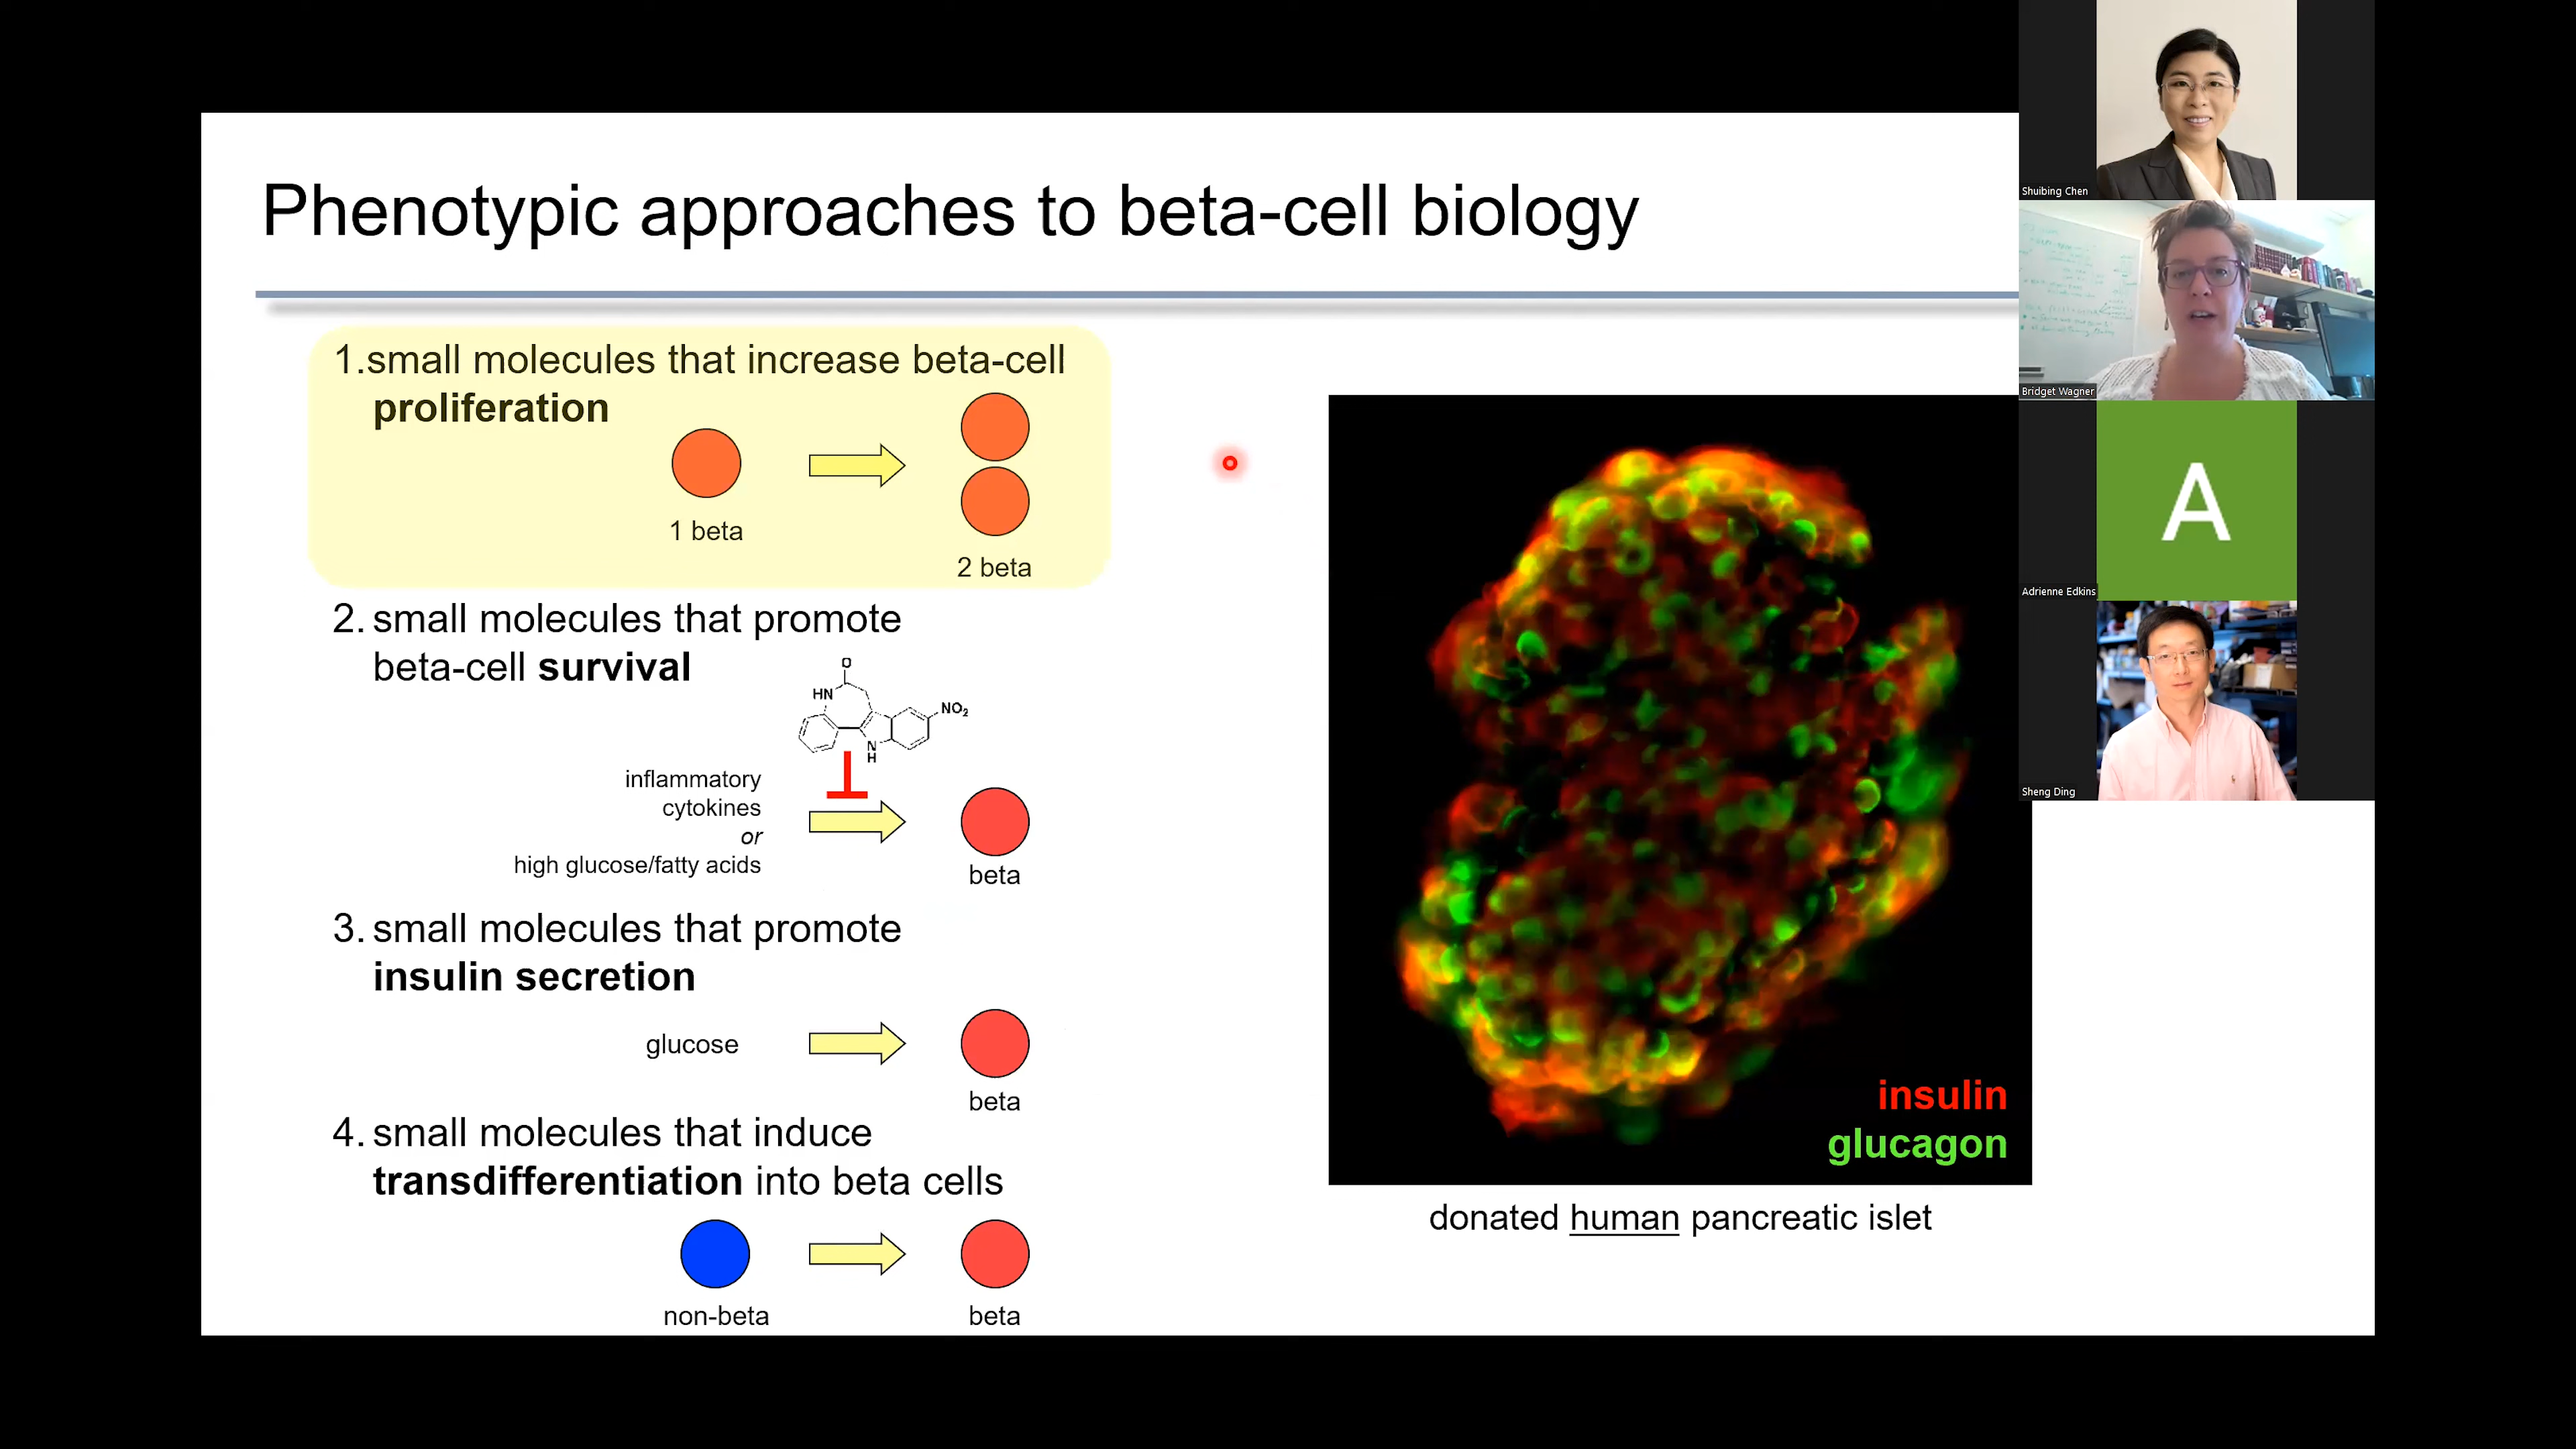 Phenotypic approaches to beta-cell biology
1.small molecules that increase beta-cell
proliferation
1 beta
2 beta
2. small molecules that promote
beta-cell survival
O
HN
NO2
N
H
inflammatory
cytokines
or
high glucose/fatty acids
beta
3. small molecules that promote
insulin secretion
glucose
beta
4. small molecules that induce
transdifferentiation into beta cells
non-beta
beta
insulin
glucagon
donated human pancreatic islet
Shuibing Chen
Bridget Wagner
A
Adrienne Edkins
Sheng Ding